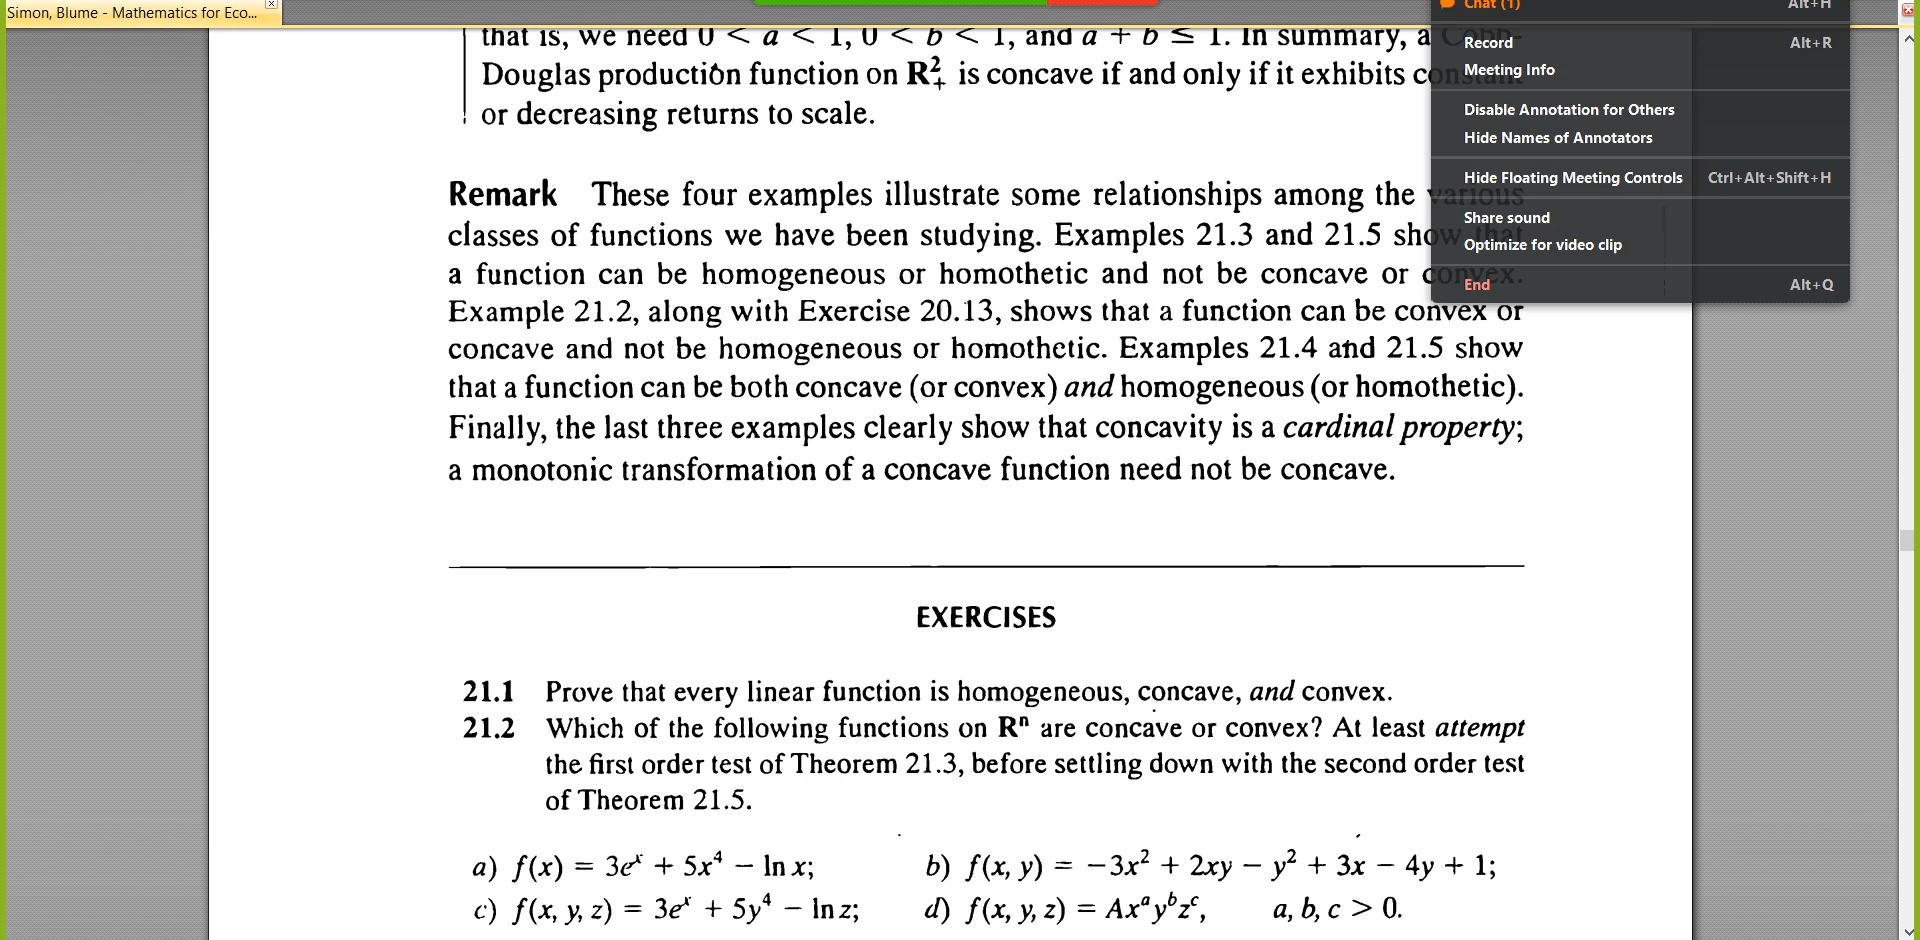 Simon, Blume - Mathematics for Eco...
Chat (1) Alt+H
Record Alt+R
Meeting Info
Disable Annotation for Others
Hide Names of Annotators
Hide Floating Meeting Controls Ctrl+Alt+Shift+H
Share sound
Optimize for video clip
End Alt+Q
that is, we need 0 < a < 1, 0 < b < 1, and a + b ≤ 1. In summary, a Cobb-
Douglas production function on R²₊ is concave if and only if it exhibits constant
or decreasing returns to scale.
Remark These four examples illustrate some relationships among the various
classes of functions we have been studying. Examples 21.3 and 21.5 show that
a function can be homogeneous or homothetic and not be concave or convex.
Example 21.2, along with Exercise 20.13, shows that a function can be convex or
concave and not be homogeneous or homothetic. Examples 21.4 and 21.5 show
that a function can be both concave (or convex) and homogeneous (or homothetic).
Finally, the last three examples clearly show that concavity is a cardinal property;
a monotonic transformation of a concave function need not be concave.
EXERCISES
21.1 Prove that every linear function is homogeneous, concave, and convex.
21.2 Which of the following functions on Rⁿ are concave or convex? At least attempt
the first order test of Theorem 21.3, before settling down with the second order test
of Theorem 21.5.
a) f(x) = 3eˣ + 5x⁴ − ln x; b) f(x, y) = −3x² + 2xy − y² + 3x − 4y + 1;
c) f(x, y, z) = 3eˣ + 5y⁴ − ln z; d) f(x, y, z) = Axᵃyᵇzᶜ, a, b, c > 0.